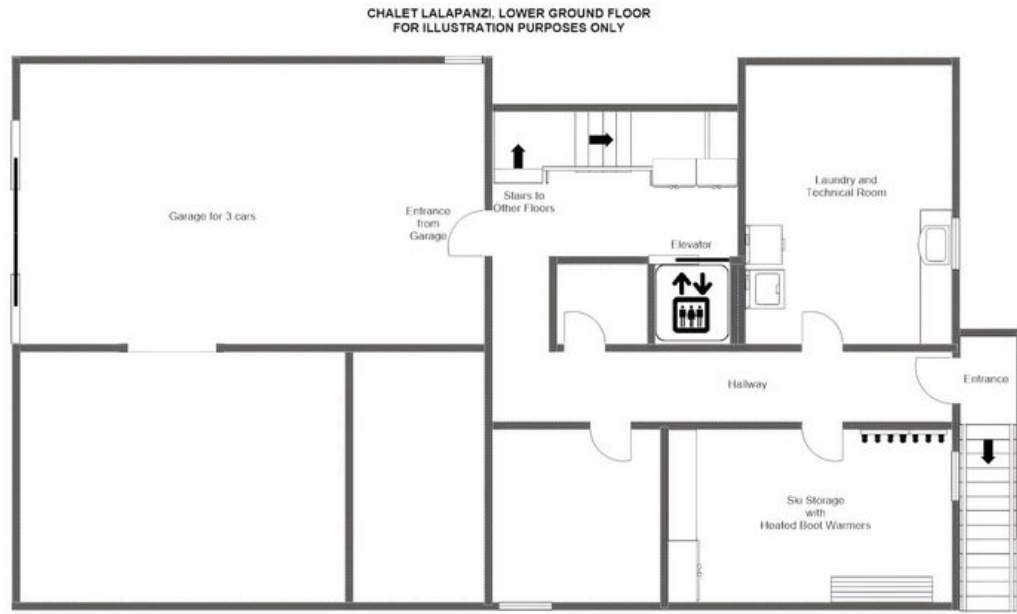 CHALET LALAPANZI, LOWER GROUND FLOOR
FOR ILLUSTRATION PURPOSES ONLY
Garage for 3 cars
Entrance
from
Garage
Stairs to
Other Floors
Elevator
Laundry and
Technical Room
Hallway
Entrance
Ski Storage
with
Heated Boot Warmers